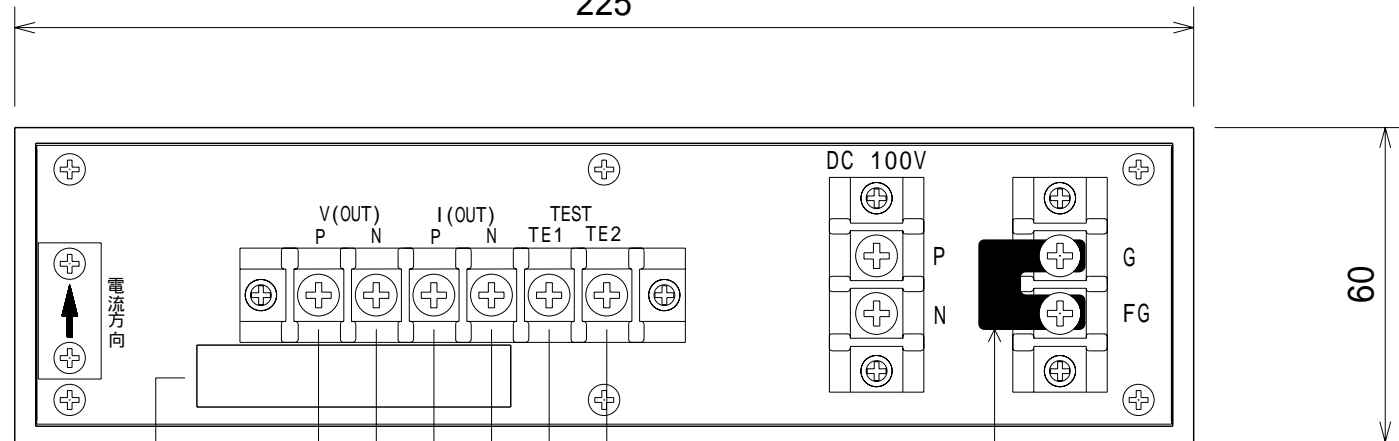 225
DC 100V
V(OUT) I(OUT) TEST
P N P N TE1 TE2
P
N
G
FG
電流方向
60